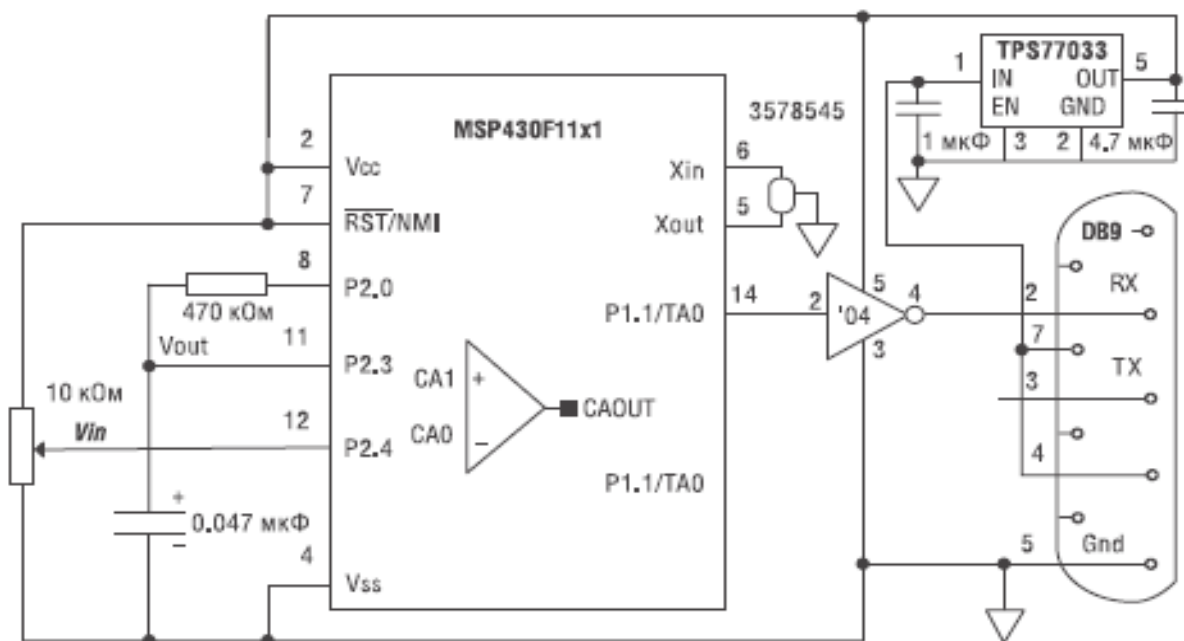 TPS77033
1
5
IN
OUT
EN
GND
1 мкФ
3
2
4.7 мкФ
MSP430F11x1
3578545
2
Vcc
Xin
6
7
RST/NMI
Xout
5
8
P2.0
470 кОм
P1.1/TA0
14
2
'04
5
4
3
Vout
11
P2.3
10 кОм
Vin
12
P2.4
CA1
+
CA0
–
CAOUT
P1.1/TA0
+
0.047 мкФ
–
4
Vss
DB9
RX
2
7
TX
3
4
5
Gnd